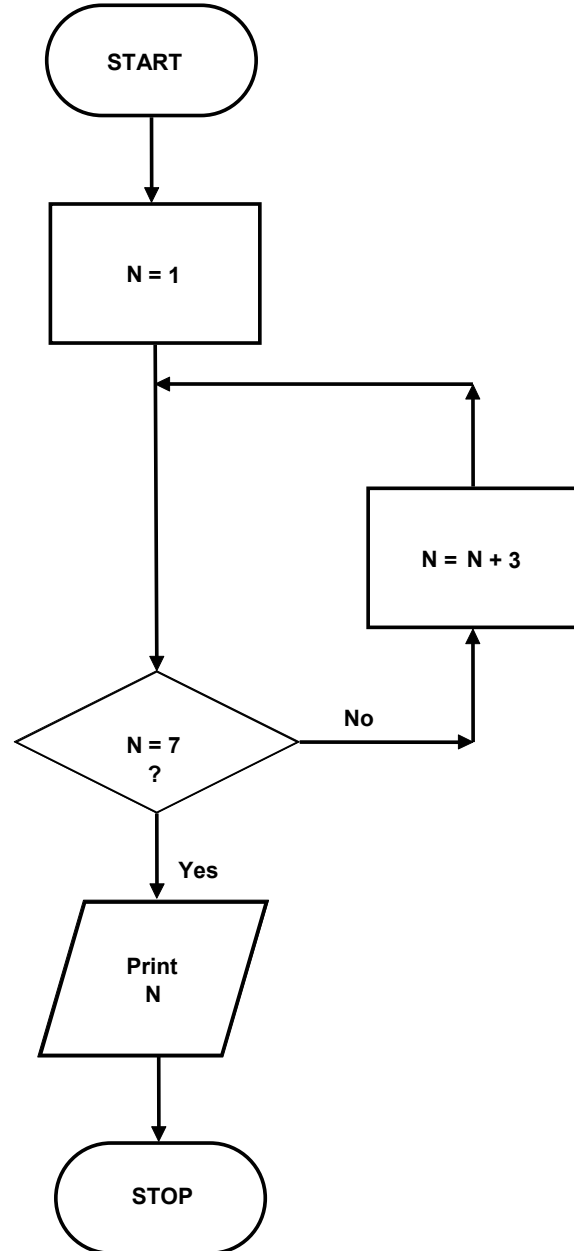 START
N = 1
N = N + 3
No
N = 7
?
Yes
Print
N
STOP